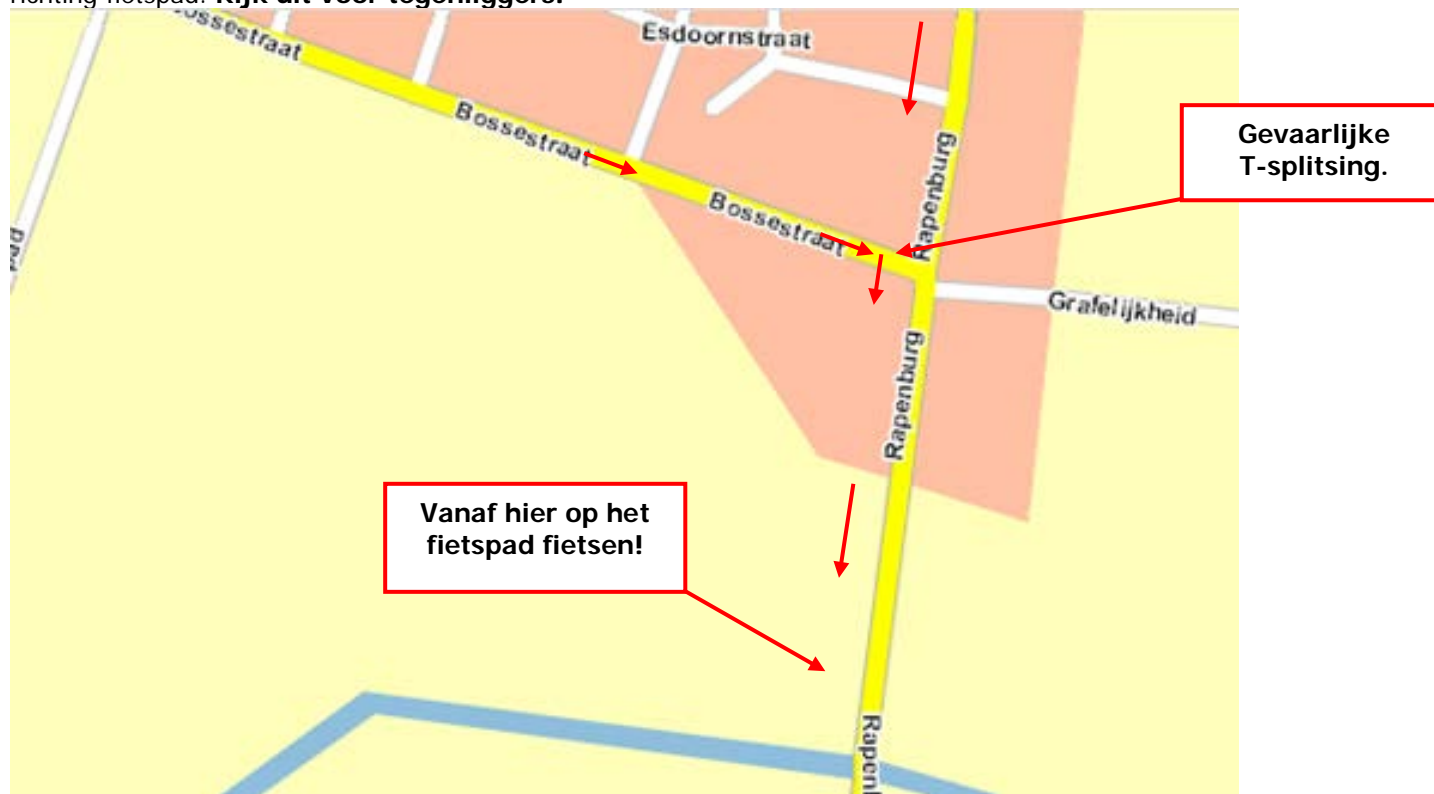 richting fietspad. Kijk uit voor tegenliggers!
Bossestraat
Esdoornstraat
Bossestraat
Rapenburg
Gevaarlijke
T-splitsing.
Bossestraat
Grafelijkheid
Rapenburg
Vanaf hier op het
fietspad fietsen!